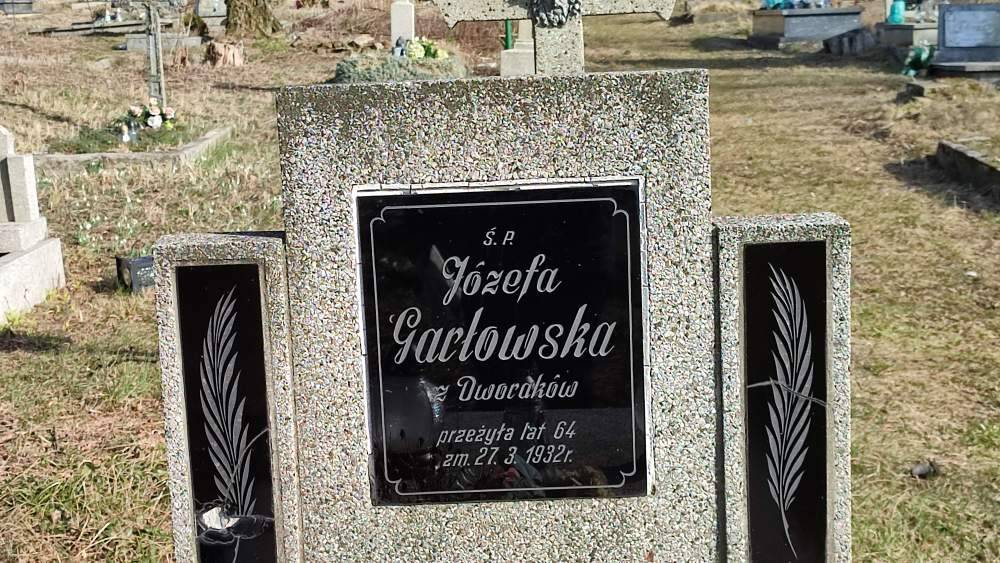 Ś. P.
Józefa
Garłowska
z Dworaków
przeżyła lat 64
zm. 27. 3. 1932r.